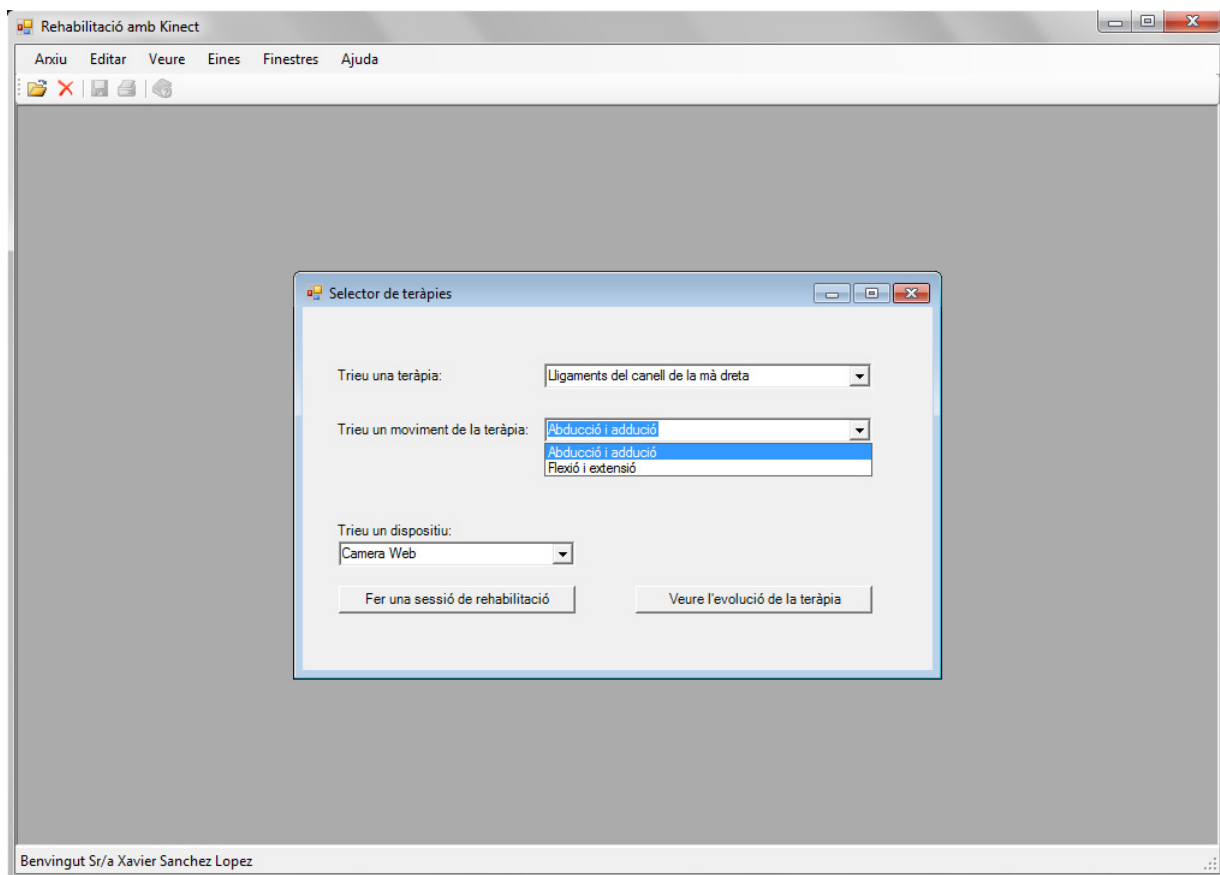 Rehabilitació amb Kinect
Arxiu Editar Veure Eines Finestres Ajuda
Selector de teràpies
Trieu una teràpia: Lligaments del canell de la mà dreta
Trieu un moviment de la teràpia: Abducció i adducció
Abducció i adducció
Flexió i extensió
Trieu un dispositiu:
Camera Web
Fer una sessió de rehabilitació Veure l'evolució de la teràpia
Benvingut Sr/a Xavier Sanchez Lopez